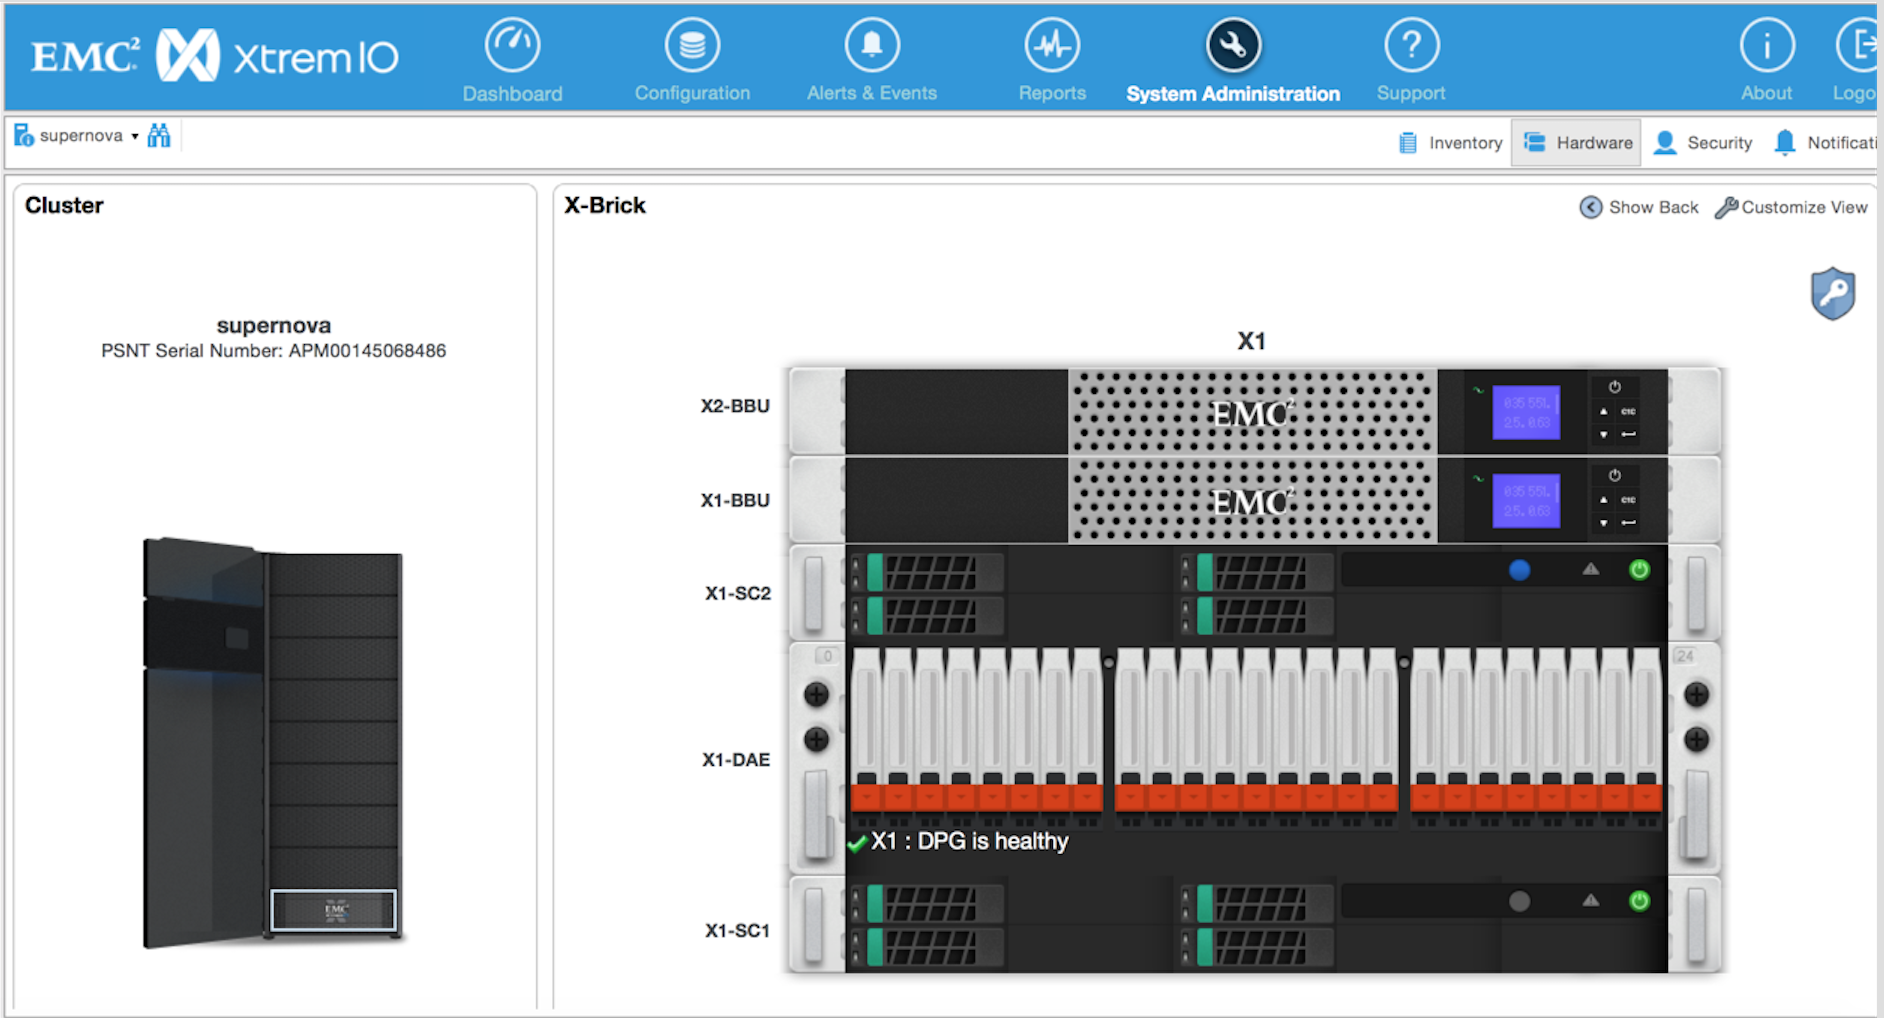 EMC² XtremIO
Dashboard
Configuration
Alerts & Events
Reports
System Administration
Support
About
Logo
supernova
Inventory
Hardware
Security
Notificati
Cluster
supernova
PSNT Serial Number: APM00145068486
EMC²
X-Brick
Show Back
Customize View
X1
X2-BBU
EMC²
X1-BBU
EMC²
X1-SC2
0
24
X1-DAE
X1 : DPG is healthy
X1-SC1